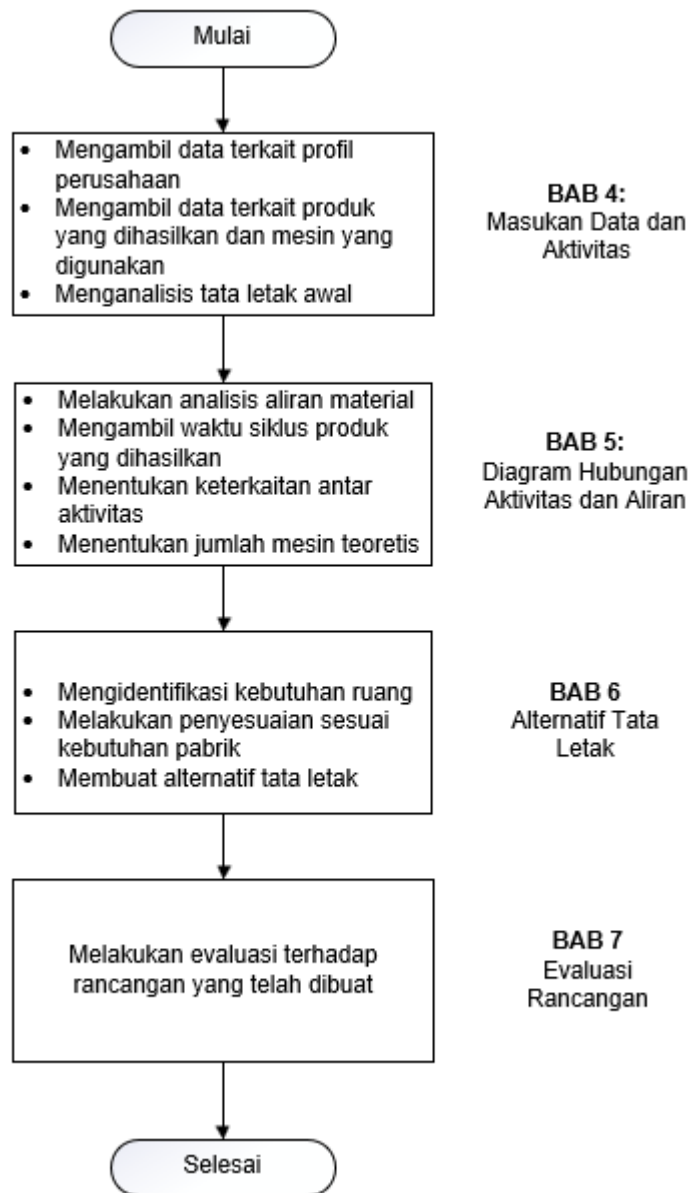 Mulai
• Mengambil data terkait profil
perusahaan
• Mengambil data terkait produk
yang dihasilkan dan mesin yang
digunakan
• Menganalisis tata letak awal
BAB 4:
Masukan Data dan
Aktivitas
• Melakukan analisis aliran material
• Mengambil waktu siklus produk
yang dihasilkan
• Menentukan keterkaitan antar
aktivitas
• Menentukan jumlah mesin teoretis
BAB 5:
Diagram Hubungan
Aktivitas dan Aliran
• Mengidentifikasi kebutuhan ruang
• Melakukan penyesuaian sesuai
kebutuhan pabrik
• Membuat alternatif tata letak
BAB 6
Alternatif Tata
Letak
Melakukan evaluasi terhadap
rancangan yang telah dibuat
BAB 7
Evaluasi
Rancangan
Selesai